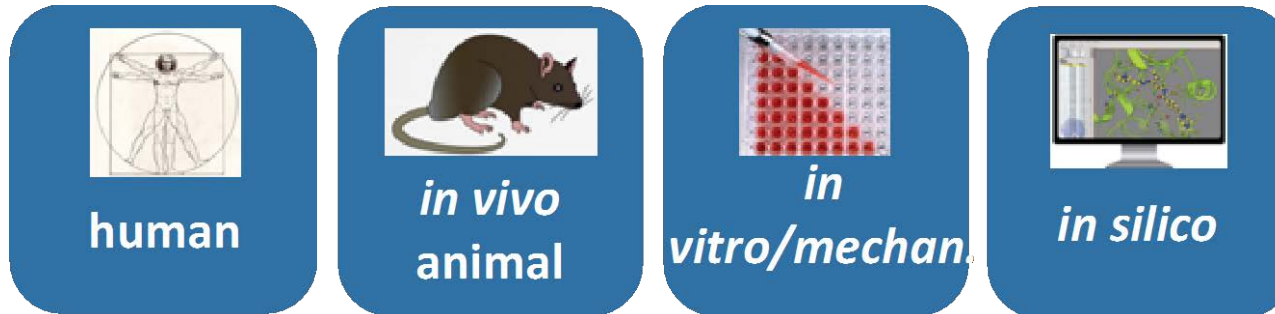 human
in vivo
animal
in
vitro/mechan.
in silico